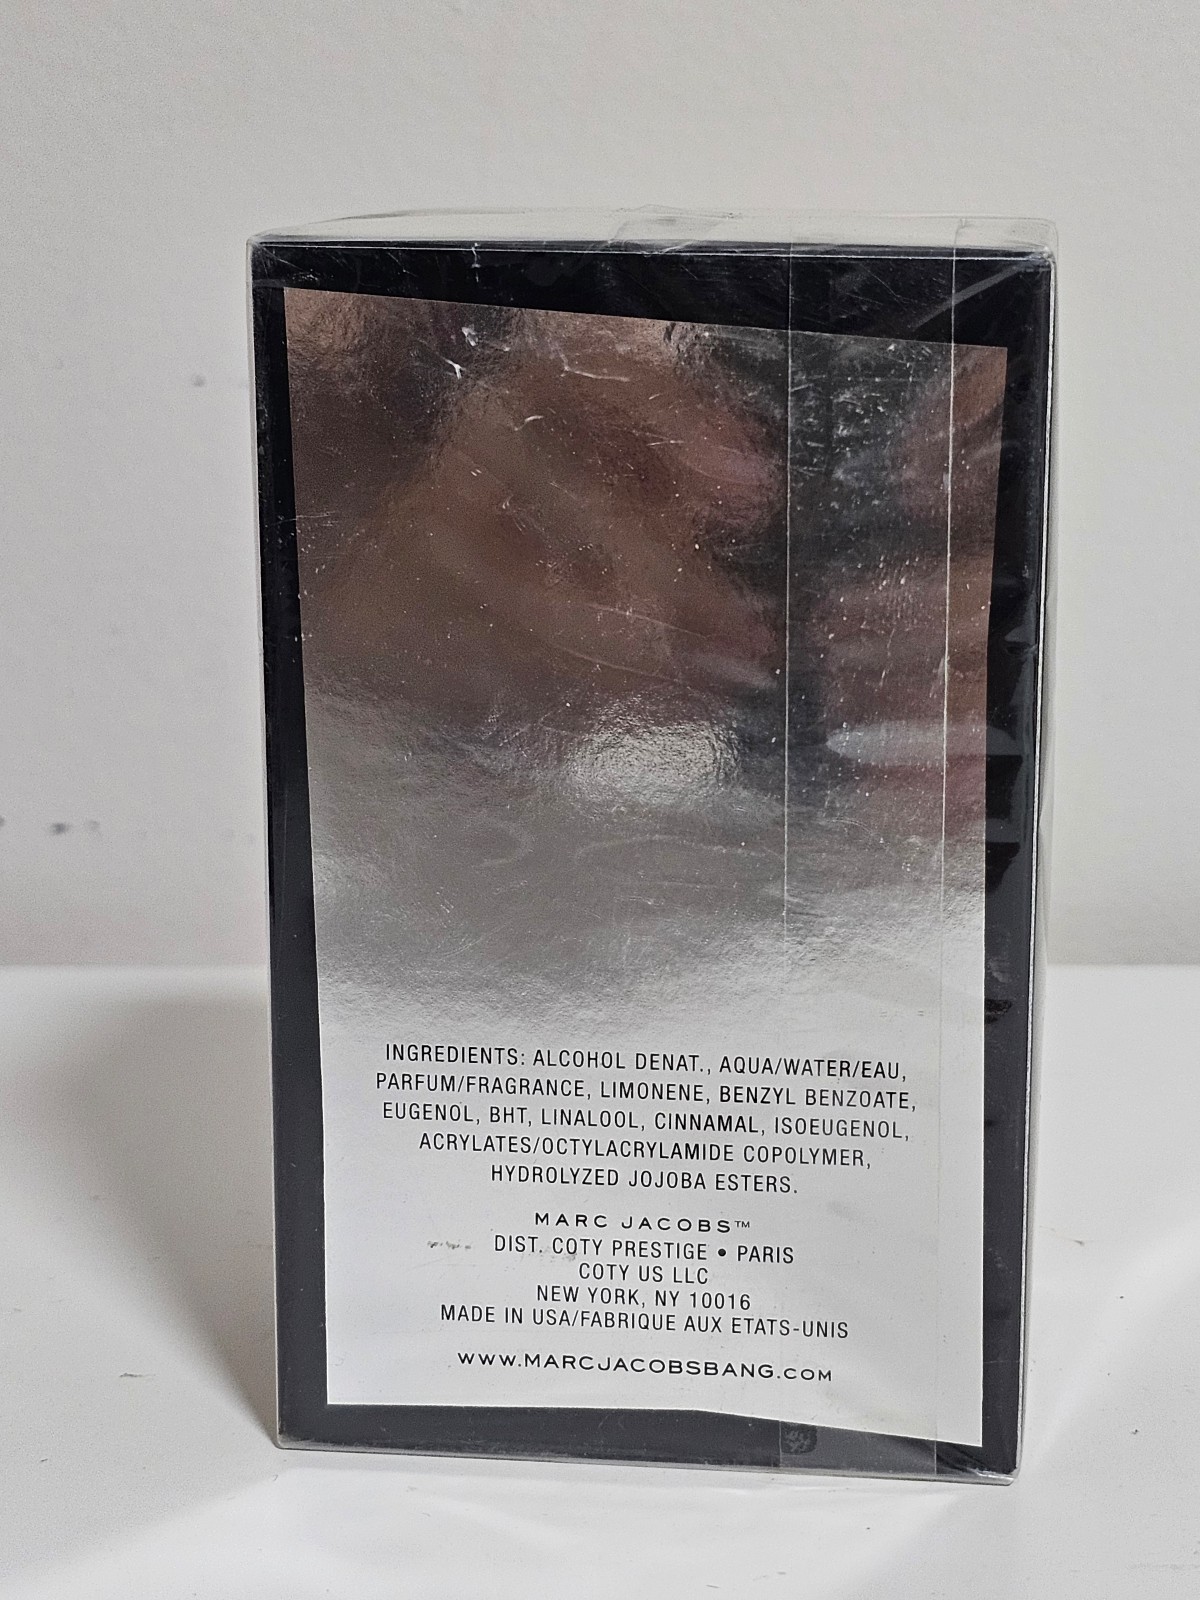 INGREDIENTS: ALCOHOL DENAT., AQUA/WATER/EAU,
PARFUM/FRAGRANCE, LIMONENE, BENZYL BENZOATE,
EUGENOL, BHT, LINALOOL, CINNAMAL, ISOEUGENOL,
ACRYLATES/OCTYLACRYLAMIDE COPOLYMER,
HYDROLYZED JOJOBA ESTERS.
MARC JACOBS™
DIST. COTY PRESTIGE • PARIS
COTY US LLC
NEW YORK, NY 10016
MADE IN USA/FABRIQUE AUX ETATS-UNIS
WWW.MARCJACOBSBANG.COM